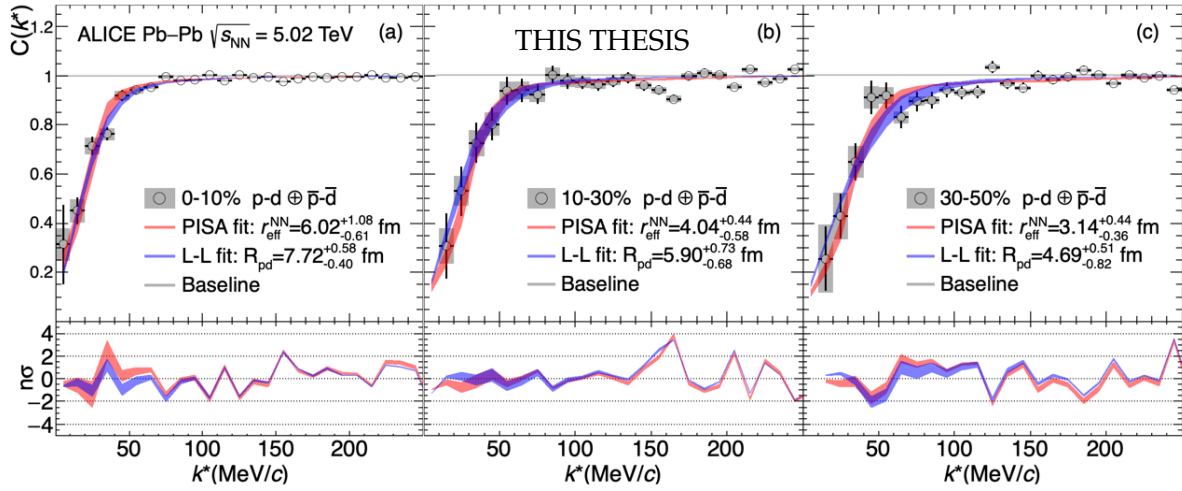 C(k*)
1.2
1
0.8
0.6
0.4
0.2
ALICE Pb–Pb √sNN = 5.02 TeV (a)
0-10% p-d ⊕ p̅-d̅
PISA fit: r_eff^NN=6.02^+1.08_-0.61 fm
L-L fit: R_pd=7.72^+0.58_-0.40 fm
Baseline
THIS THESIS
(b)
10-30% p-d ⊕ p̅-d̅
PISA fit: r_eff^NN=4.04^+0.44_-0.58 fm
L-L fit: R_pd=5.90^+0.73_-0.68 fm
Baseline
(c)
30-50% p-d ⊕ p̅-d̅
PISA fit: r_eff^NN=3.14^+0.44_-0.36 fm
L-L fit: R_pd=4.69^+0.51_-0.82 fm
Baseline
nσ
4
2
0
−2
−4
50 100 150 200
k*(MeV/c)
50 100 150 200
k*(MeV/c)
50 100 150 200
k*(MeV/c)